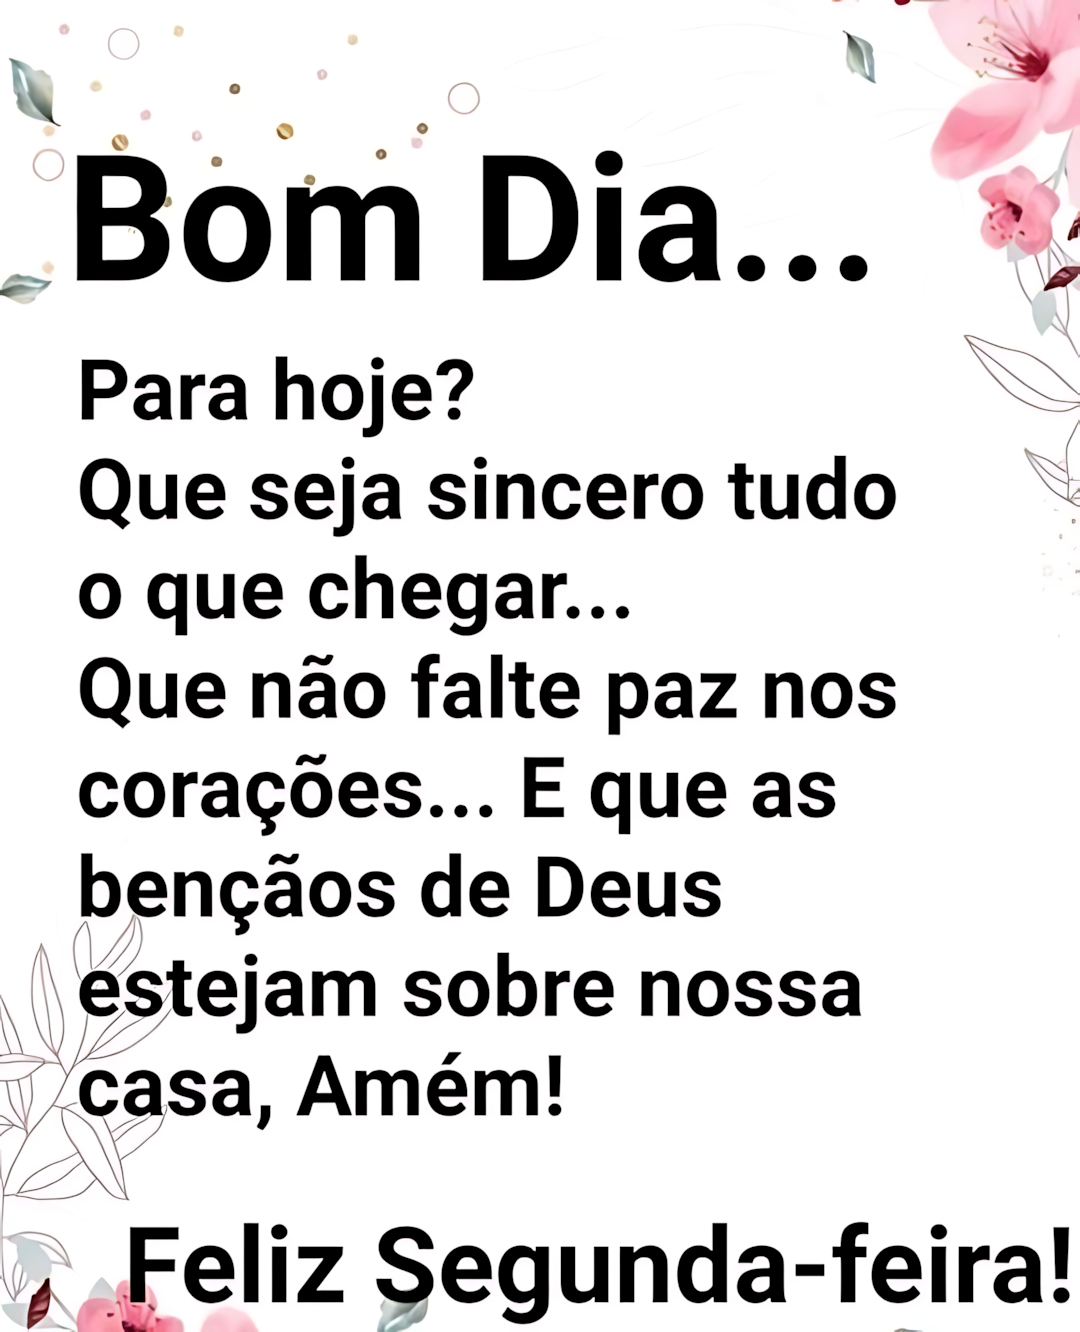 Bom Dia...
Para hoje?
Que seja sincero tudo
o que chegar...
Que não falte paz nos
corações... E que as
bençãos de Deus
estejam sobre nossa
casa, Amém!
Feliz Segunda-feira!